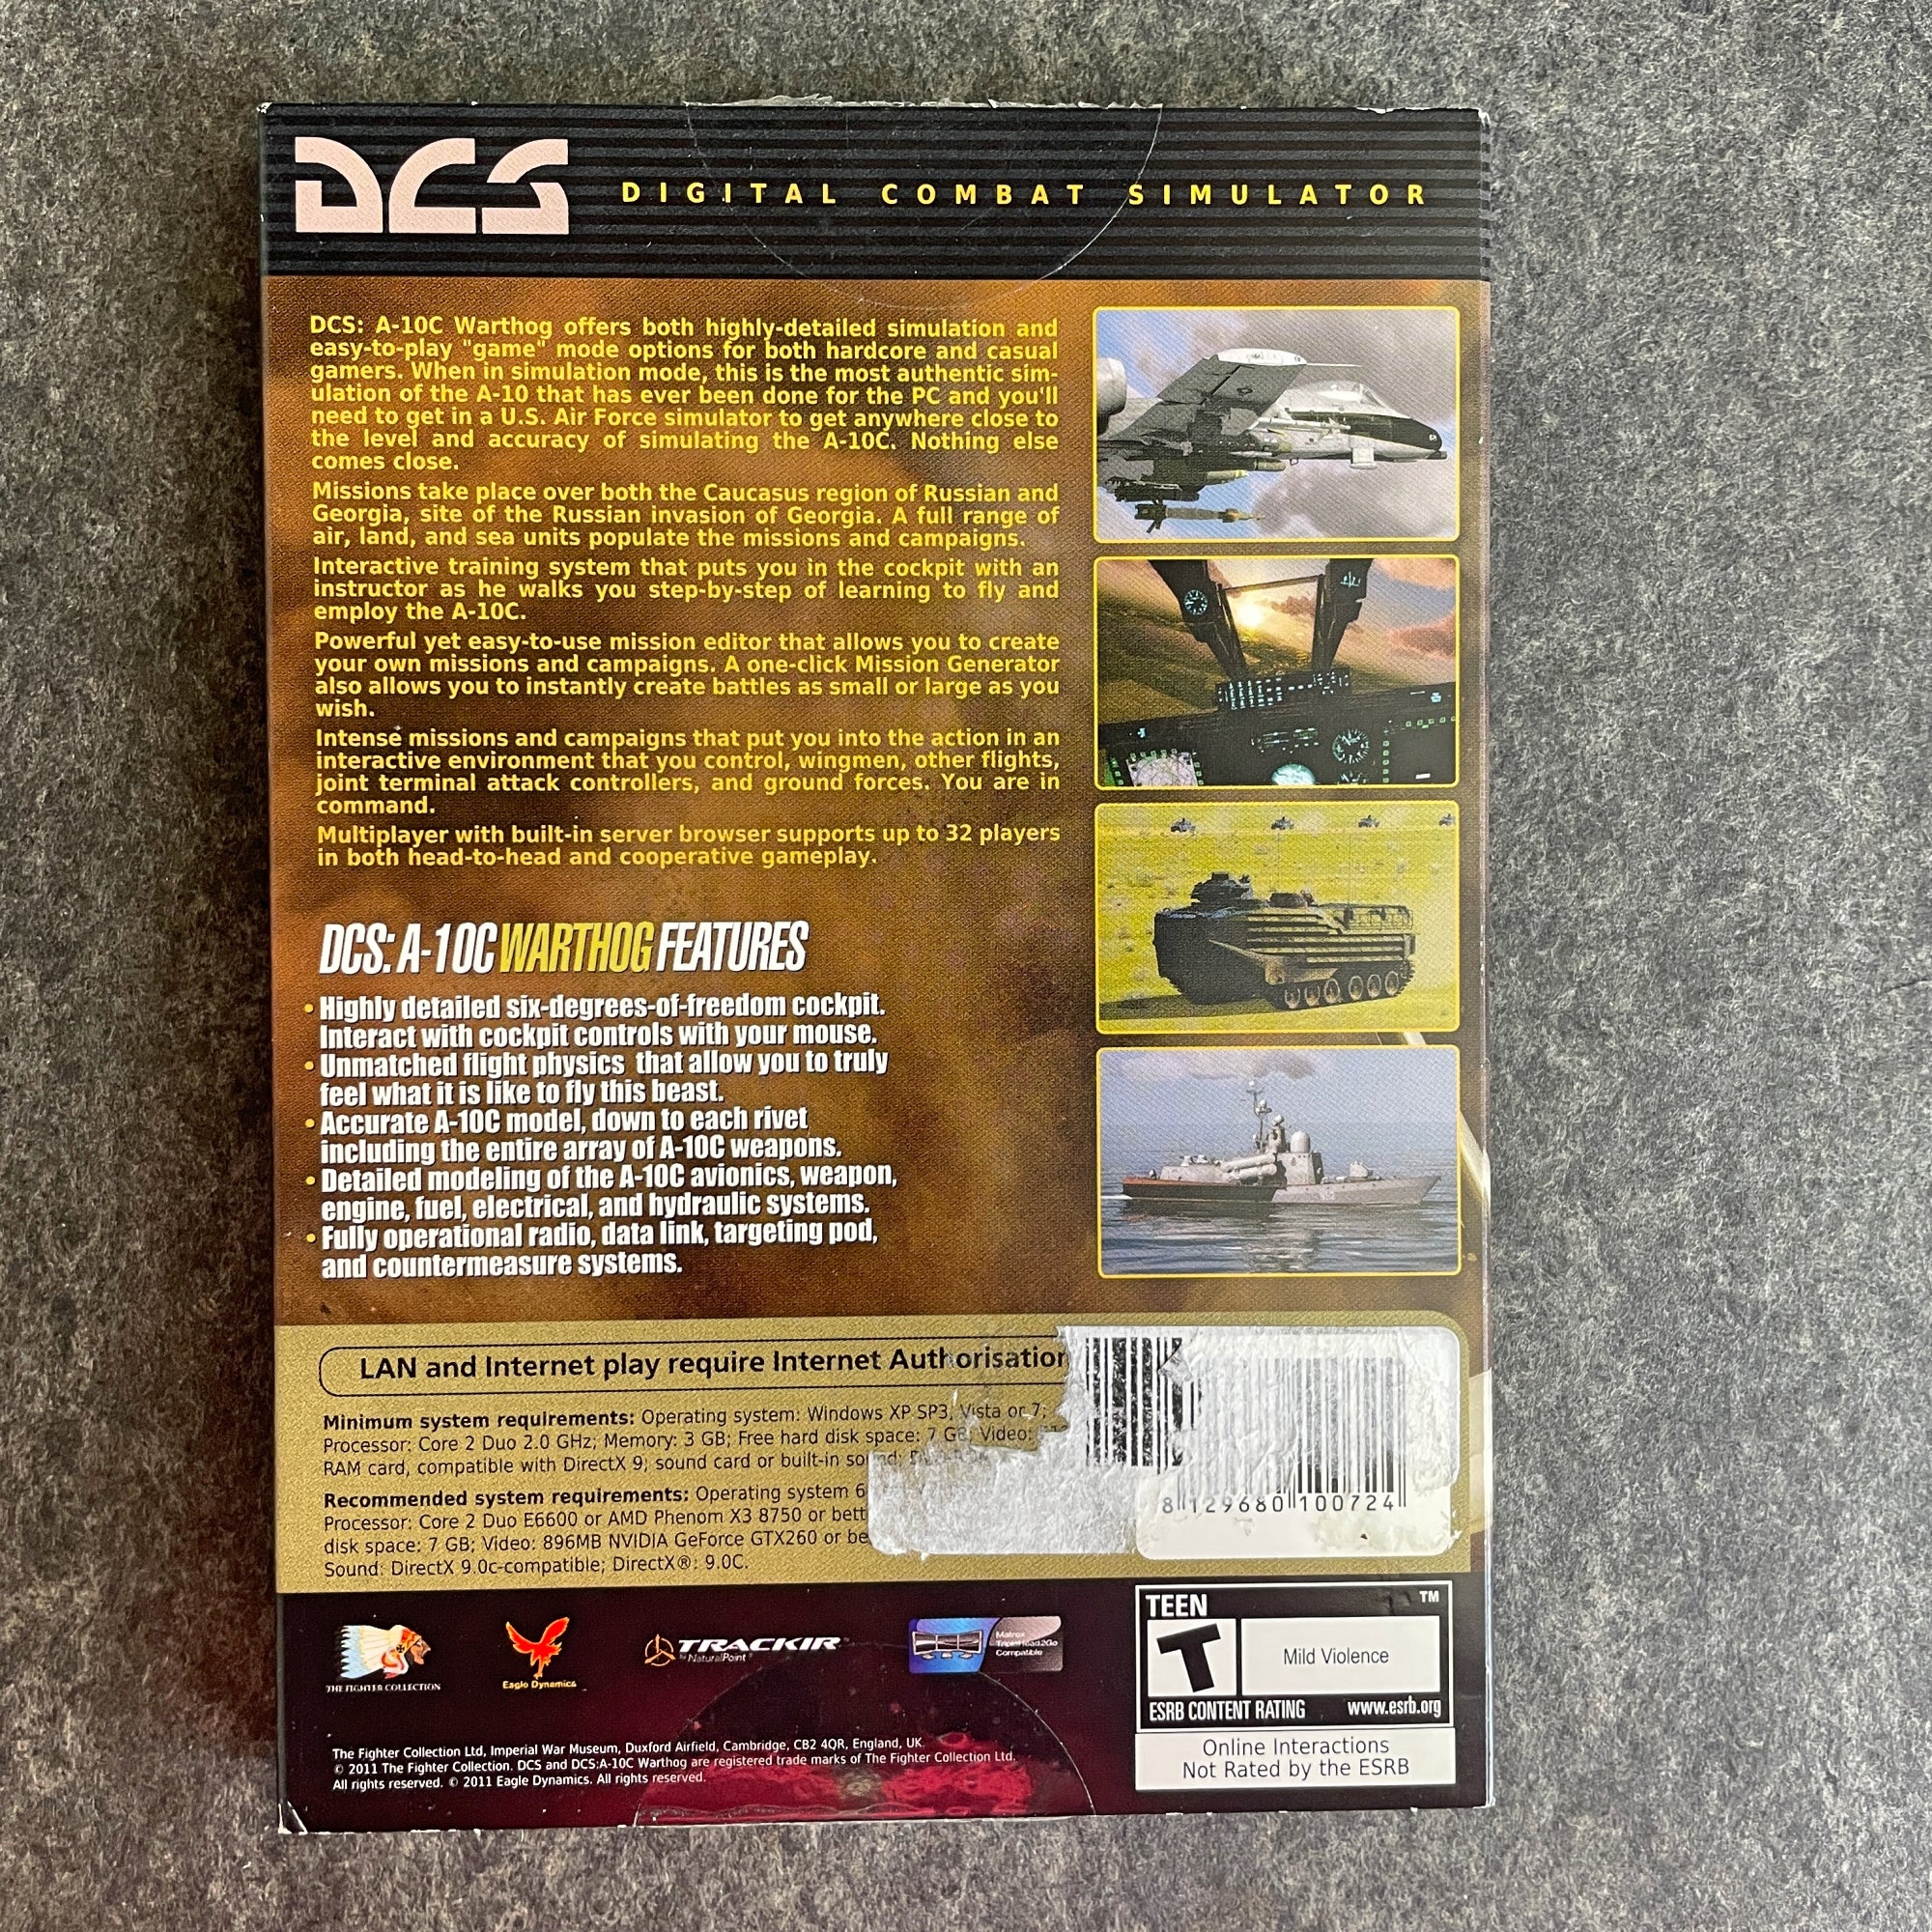 DCS
DIGITAL COMBAT SIMULATOR
DCS: A-10C Warthog offers both highly-detailed simulation and
easy-to-play "game" mode options for both hardcore and casual
gamers. When in simulation mode, this is the most authentic sim-
ulation of the A-10 that has ever been done for the PC and you'll
need to get in a U.S. Air Force simulator to get anywhere close to
the level and accuracy of simulating the A-10C. Nothing else
comes close.
Missions take place over both the Caucasus region of Russian and
Georgia, site of the Russian invasion of Georgia. A full range of
air, land, and sea units populate the missions and campaigns.
Interactive training system that puts you in the cockpit with an
instructor as he walks you step-by-step of learning to fly and
employ the A-10C.
Powerful yet easy-to-use mission editor that allows you to create
your own missions and campaigns. A one-click Mission Generator
also allows you to instantly create battles as small or large as you
wish.
Intense missions and campaigns that put you into the action in an
interactive environment that you control, wingmen, other flights,
joint terminal attack controllers, and ground forces. You are in
command.
Multiplayer with built-in server browser supports up to 32 players
in both head-to-head and cooperative gameplay.
DCS: A-10C WARTHOG FEATURES
• Highly detailed six-degrees-of-freedom cockpit.
Interact with cockpit controls with your mouse.
• Unmatched flight physics that allow you to truly
feel what it is like to fly this beast.
• Accurate A-10C model, down to each rivet
including the entire array of A-10C weapons.
• Detailed modeling of the A-10C avionics, weapon,
engine, fuel, electrical, and hydraulic systems.
• Fully operational radio, data link, targeting pod,
and countermeasure systems.
LAN and Internet play require Internet Authorisation
Minimum system requirements: Operating system: Windows XP SP3, Vista or 7;
Processor: Core 2 Duo 2.0 GHz; Memory: 3 GB; Free hard disk space: 7 GB; Video:
RAM card, compatible with DirectX 9; sound card or built-in sound;
Recommended system requirements: Operating system 6
Processor: Core 2 Duo E6600 or AMD Phenom X3 8750 or bett
disk space: 7 GB; Video: 896MB NVIDIA GeForce GTX260 or be
Sound: DirectX 9.0c-compatible; DirectX®: 9.0C.
8 12968010072 4
THE FIGHTER COLLECTION
Eagle Dynamics
TRACKIR
by NaturalPoint
Matrox
TripleHead2Go
Compatible
TEEN
TM
T
Mild Violence
ESRB CONTENT RATING www.esrb.org
Online Interactions
Not Rated by the ESRB
The Fighter Collection Ltd, Imperial War Museum, Duxford Airfield, Cambridge, CB2 4QR, England, UK.
© 2011 The Fighter Collection. DCS and DCS:A-10C Warthog are registered trade marks of The Fighter Collection Ltd.
All rights reserved. © 2011 Eagle Dynamics. All rights reserved.